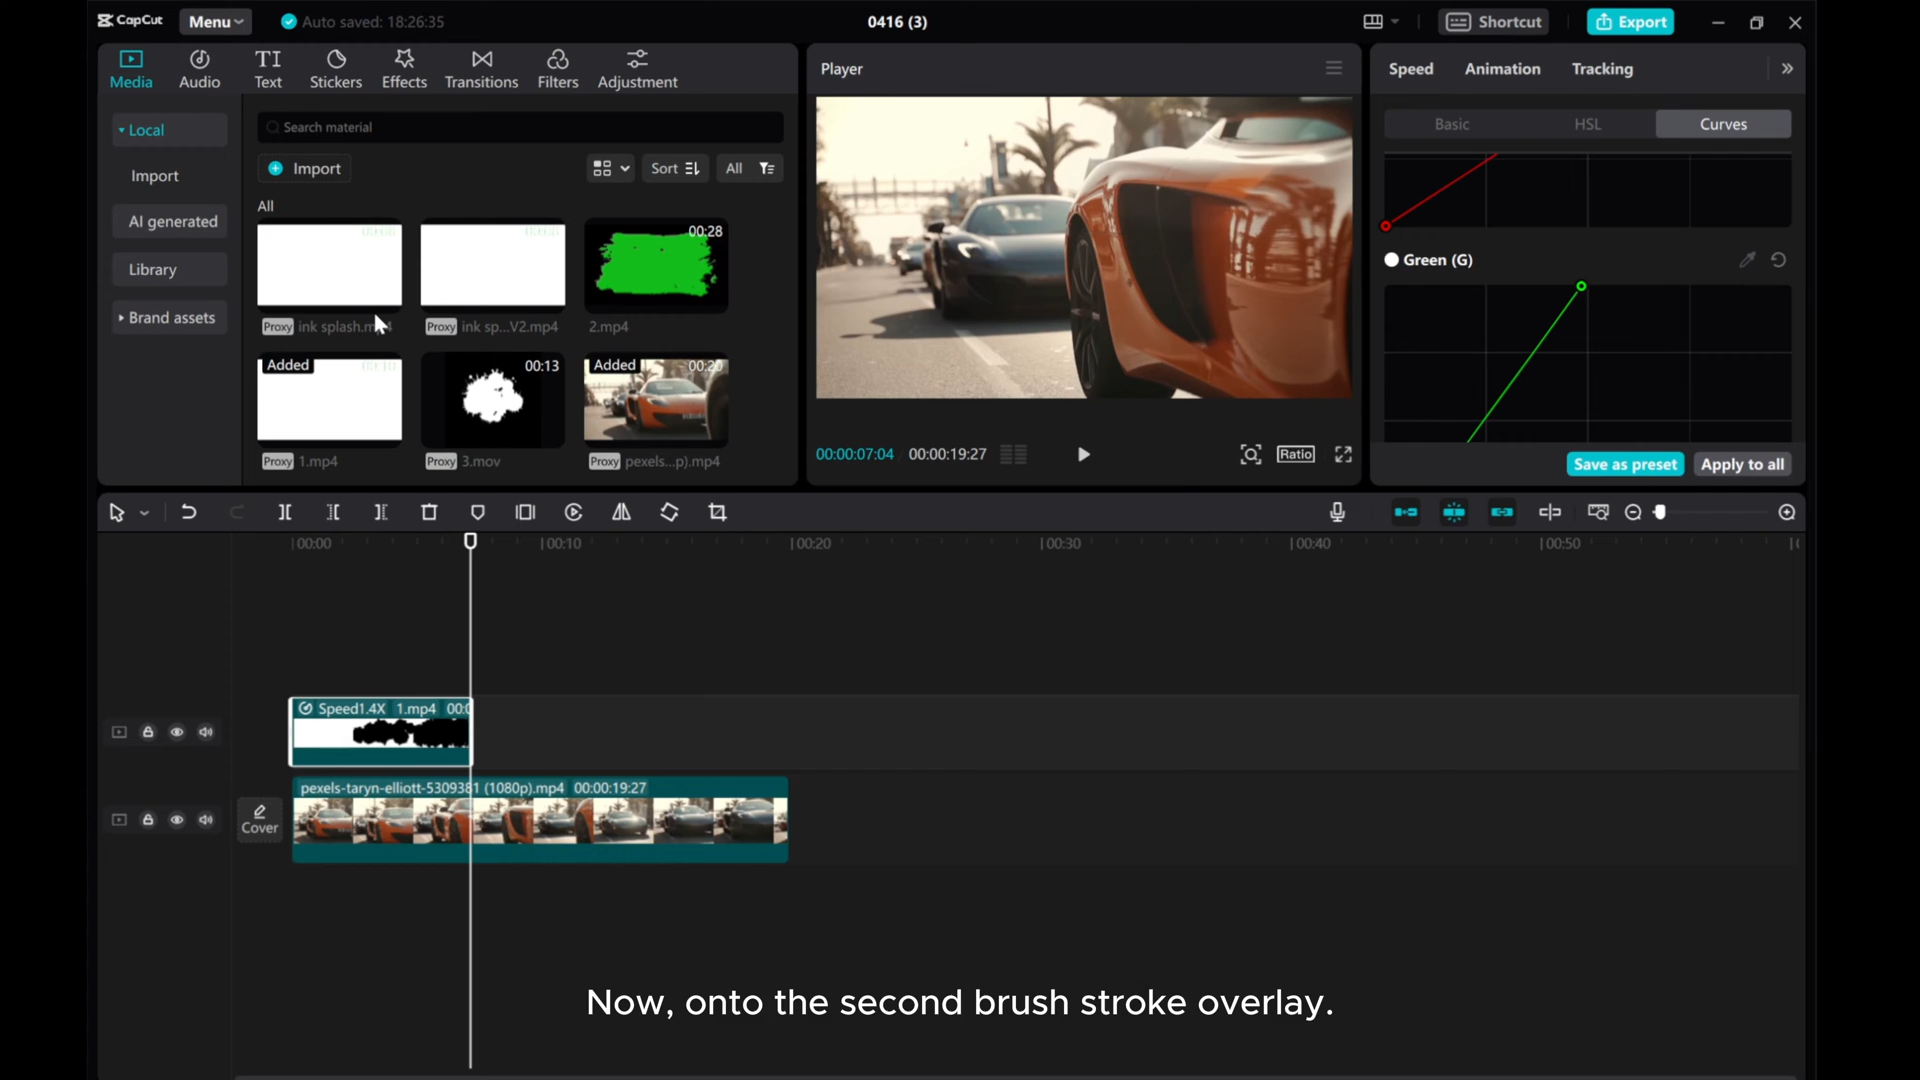 CapCut
Menu
Auto saved: 18:26:35
0416 (3)
Shortcut
Export
Media
Audio
TI
Text
Stickers
Effects
Transitions
Filters
Adjustment
Local
Import
AI generated
Library
Brand assets
Search material
Import
Sort
All
All
Proxy ink splash.m 4
Proxy ink sp...V2.mp4
00:28
2.mp4
Added
Proxy 1.mp4
00:13
Proxy 3.mov
Added
00:20
Proxy pexels...p).mp4
Player
00:00:07:04
00:00:19:27
Ratio
Speed
Animation
Tracking
Basic
HSL
Curves
Green (G)
Save as preset
Apply to all
00:00
00:10
00:20
00:30
00:40
00:50
Speed1.4X 1.mp4 00:0
Cover
pexels-taryn-elliott-5309381 (1080p).mp4 00:00:19:27
Now, onto the second brush stroke overlay.